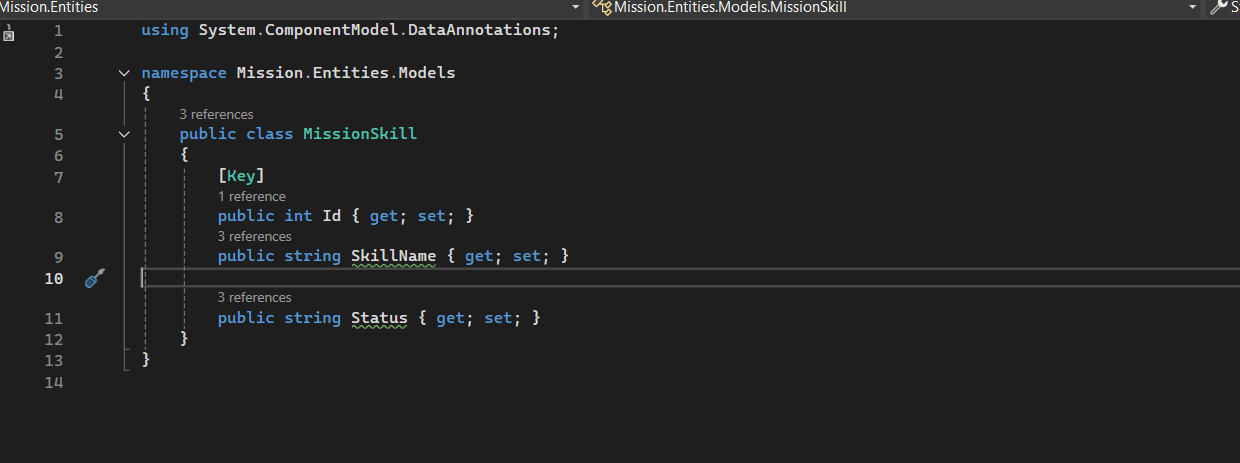 Mission.Entities Mission.Entities.Models.MissionSkill
1 using System.ComponentModel.DataAnnotations;
2
3 namespace Mission.Entities.Models
4 {
3 references
5 public class MissionSkill
6 {
7 [Key]
1 reference
8 public int Id { get; set; }
3 references
9 public string SkillName { get; set; }
10
3 references
11 public string Status { get; set; }
12 }
13 }
14